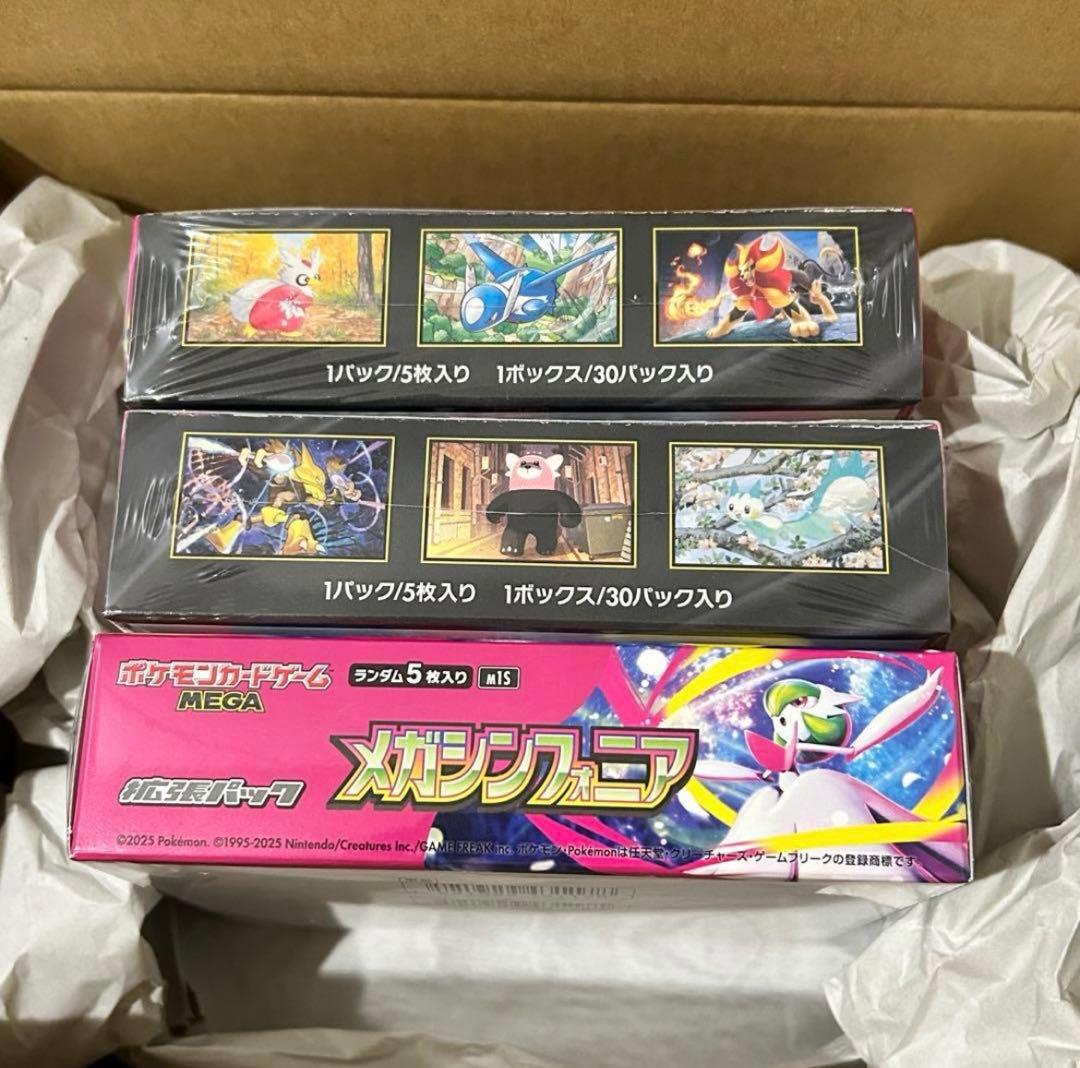 1パック/5枚入り 1ボックス/30パック入り
1パック/5枚入り 1ボックス/30パック入り
ポケモンカードゲーム
MEGA
ランダム5枚入り M1S
メガシンフォニア
拡張パック
©2025 Pokémon. ©1995-2025 Nintendo/Creatures Inc./GAME FREAK inc. ポケモン・Pokémonは任天堂・クリーチャーズ・ゲームフリークの登録商標です。